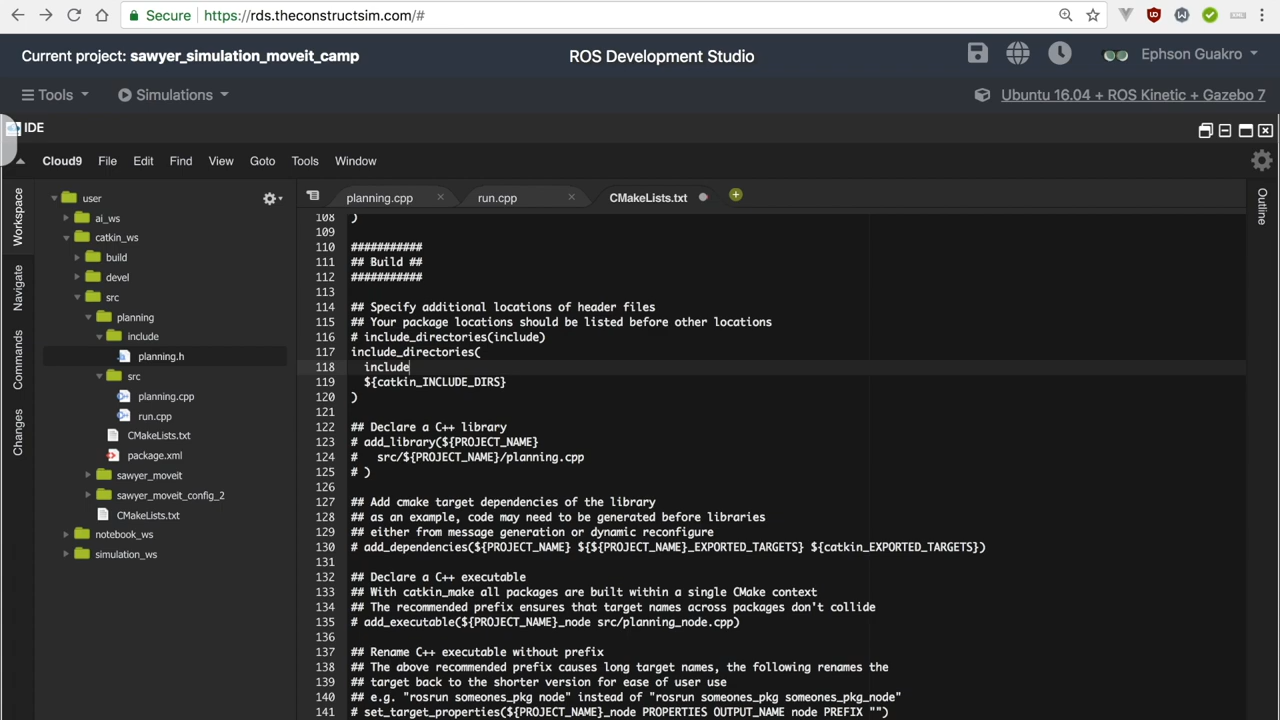 Secure https://rds.theconstructsim.com/#
Current project: sawyer_simulation_moveit_camp
ROS Development Studio
Ephson Guakro
Tools
Simulations
Ubuntu 16.04 + ROS Kinetic + Gazebo 7
IDE
Cloud9 File Edit Find View Goto Tools Window
Workspace
Navigate
Commands
Changes
user
ai_ws
catkin_ws
build
devel
src
planning
include
planning.h
src
planning.cpp
run.cpp
CMakeLists.txt
package.xml
sawyer_moveit
sawyer_moveit_config_2
CMakeLists.txt
notebook_ws
simulation_ws
planning.cpp run.cpp CMakeLists.txt
108 )
109
110 ###########
111 ## Build ##
112 ###########
113
114 ## Specify additional locations of header files
115 ## Your package locations should be listed before other locations
116 # include_directories(include)
117 include_directories(
118   include
119   ${catkin_INCLUDE_DIRS}
120 )
121
122 ## Declare a C++ library
123 # add_library(${PROJECT_NAME}
124 #   src/${PROJECT_NAME}/planning.cpp
125 # )
126
127 ## Add cmake target dependencies of the library
128 ## as an example, code may need to be generated before libraries
129 ## either from message generation or dynamic reconfigure
130 # add_dependencies(${PROJECT_NAME} ${${PROJECT_NAME}_EXPORTED_TARGETS} ${catkin_EXPORTED_TARGETS})
131
132 ## Declare a C++ executable
133 ## With catkin_make all packages are built within a single CMake context
134 ## The recommended prefix ensures that target names across packages don't collide
135 # add_executable(${PROJECT_NAME}_node src/planning_node.cpp)
136
137 ## Rename C++ executable without prefix
138 ## The above recommended prefix causes long target names, the following renames the
139 ## target back to the shorter version for ease of user use
140 ## e.g. "rosrun someones_pkg node" instead of "rosrun someones_pkg someones_pkg_node"
141 # set_target_properties(${PROJECT_NAME}_node PROPERTIES OUTPUT_NAME node PREFIX "")
Outline